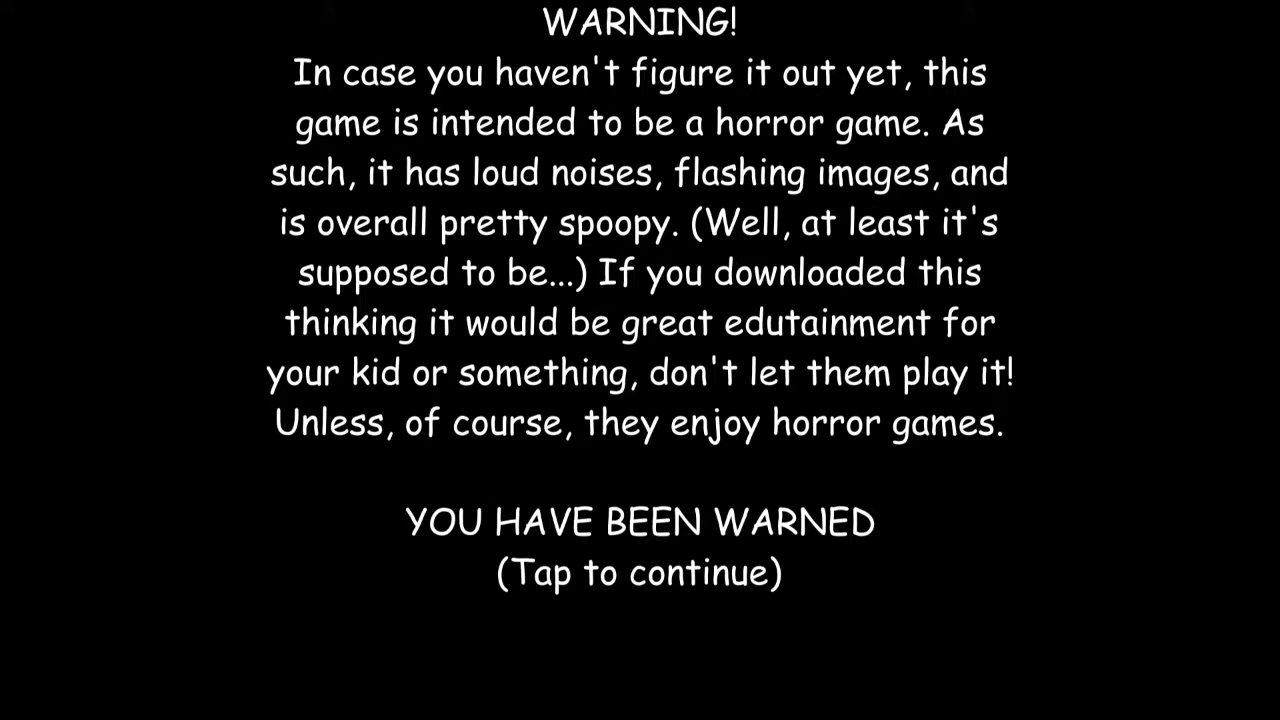 WARNING!
In case you haven't figure it out yet, this
game is intended to be a horror game. As
such, it has loud noises, flashing images, and
is overall pretty spoopy. (Well, at least it's
supposed to be...) If you downloaded this
thinking it would be great edutainment for
your kid or something, don't let them play it!
Unless, of course, they enjoy horror games.
YOU HAVE BEEN WARNED
(Tap to continue)